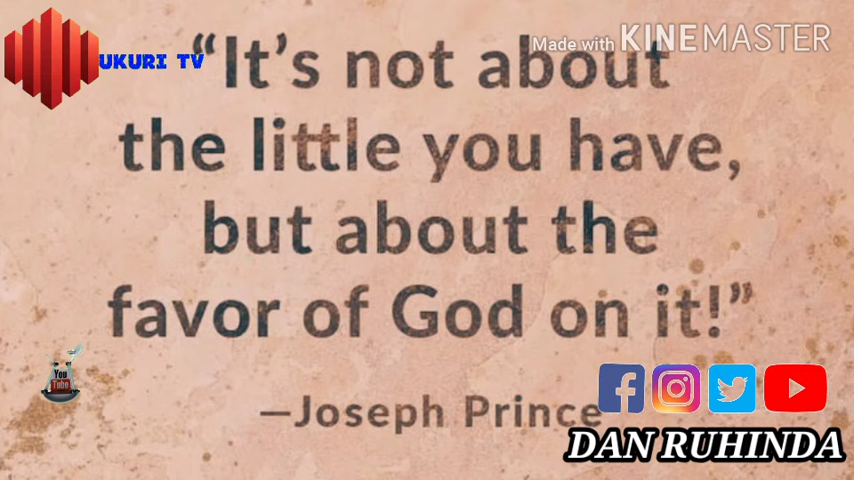 Made with KINEMASTER
UKURI TV
“It’s not about
the little you have,
but about the
favor of God on it!”
—Joseph Prince
You
Tube
DAN RUHINDA